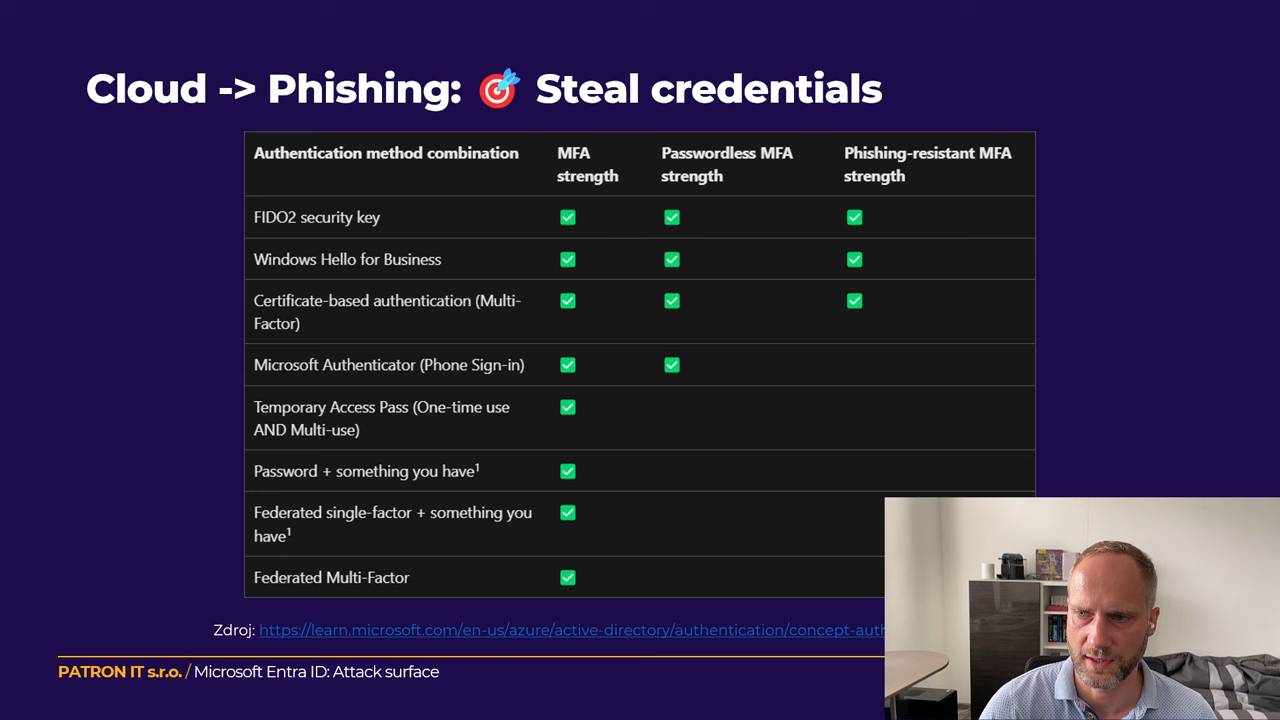 Cloud -> Phishing: 🎯 Steal credentials
Authentication method combination MFA strength Passwordless MFA strength Phishing-resistant MFA strength
FIDO2 security key ✅ ✅ ✅
Windows Hello for Business ✅ ✅ ✅
Certificate-based authentication (Multi-
Factor) ✅ ✅ ✅
Microsoft Authenticator (Phone Sign-in) ✅ ✅
Temporary Access Pass (One-time use
AND Multi-use) ✅
Password + something you have¹ ✅
Federated single-factor + something you
have¹ ✅
Federated Multi-Factor ✅
Zdroj: https://learn.microsoft.com/en-us/azure/active-directory/authentication/concept-auth
PATRON IT s.r.o. / Microsoft Entra ID: Attack surface